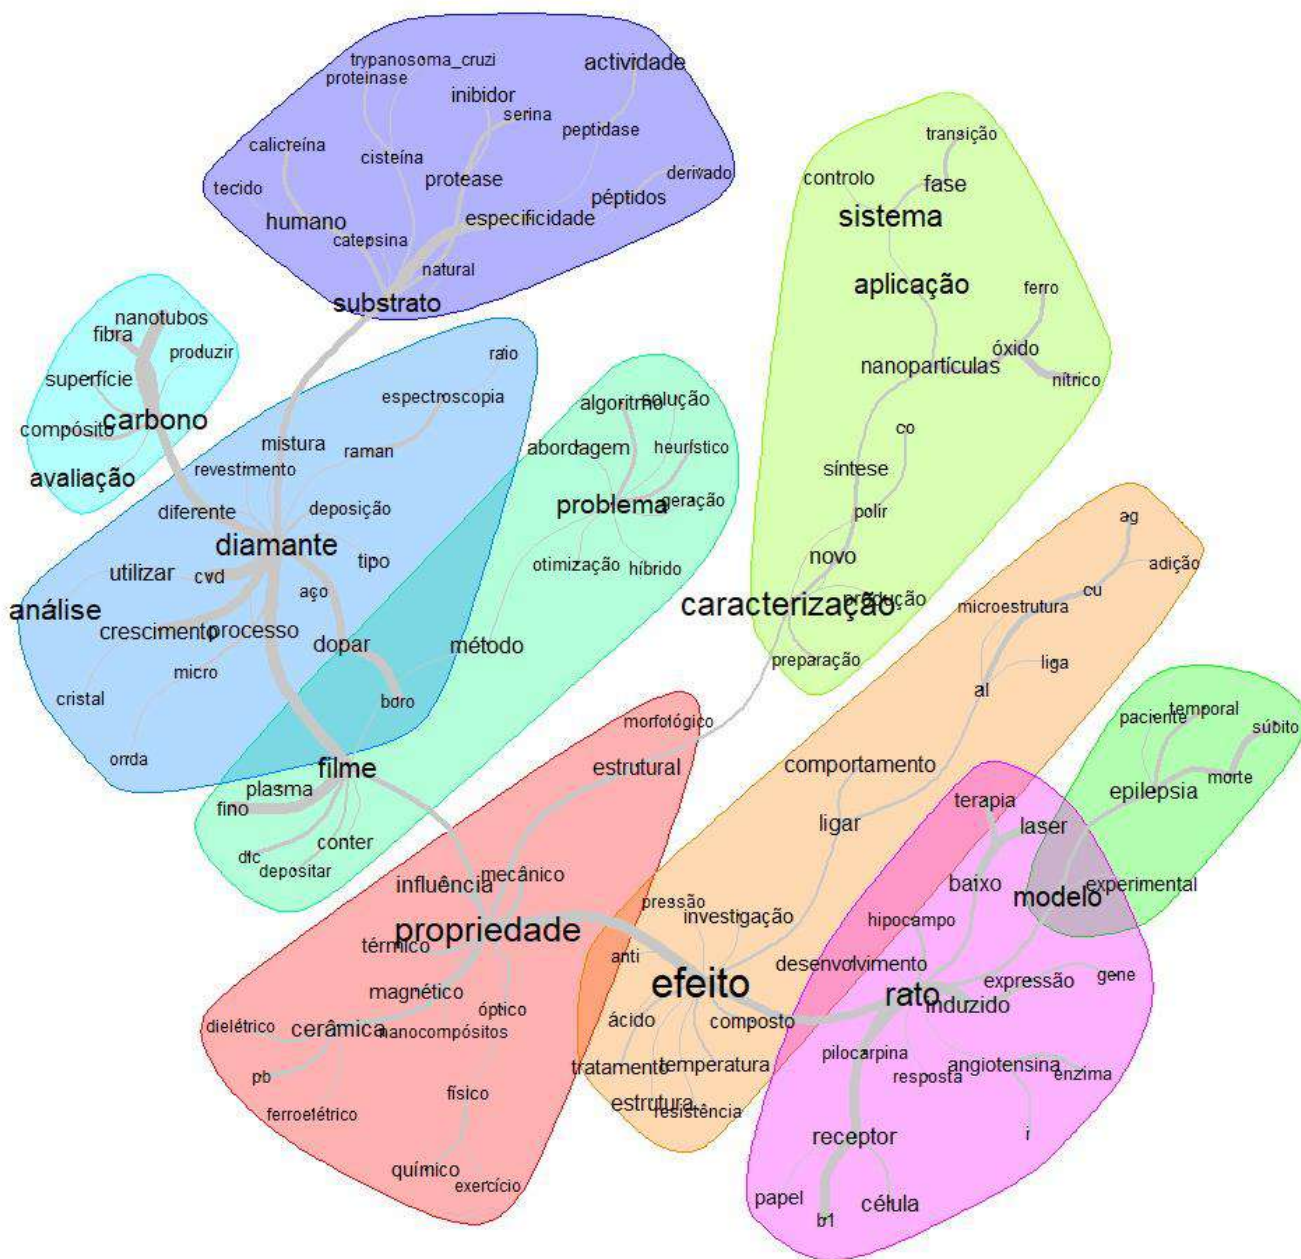 trypanosoma_cruzi
proteinase
actividade
inibidor
serina
peptidase
calicreína
cisteína
protease
derivado
tecido
péptidos
humano
especificidade
catepsina
natural
substrato
transição
controlo
fase
sistema
aplicação
ferro
óxido
nanopartículas
nítrico
co
síntese
polir
novo
produção
caracterização
preparação
nanotubos
fibra
produzir
superfície
carbono
compósito
avaliação
raio
espectroscopia
mistura
raman
revestimento
diferente
deposição
diamante
tipo
utilizar
cvd
aço
análise
crescimento
processo
dopar
micro
cristal
boro
onda
algoritmo
solução
abordagem
heurístico
problema
geração
otimização
híbrido
método
filme
plasma
fino
conter
dlc
depositar
morfológico
estrutural
mecânico
influência
propriedade
térmico
magnético
óptico
dielétrico
cerâmica
nanocompósitos
pb
ferroelétrico
físico
químico
exercício
ag
adição
cu
microestrutura
liga
al
comportamento
ligar
pressão
investigação
anti
efeito
ácido
composto
tratamento
temperatura
estrutura
resistência
temporal
paciente
súbito
morte
epilepsia
experimental
terapia
laser
baixo
modelo
hipocampo
desenvolvimento
expressão
gene
rato
induzido
pilocarpina
resposta
angiotensina
enzima
i
receptor
papel
célula
b1